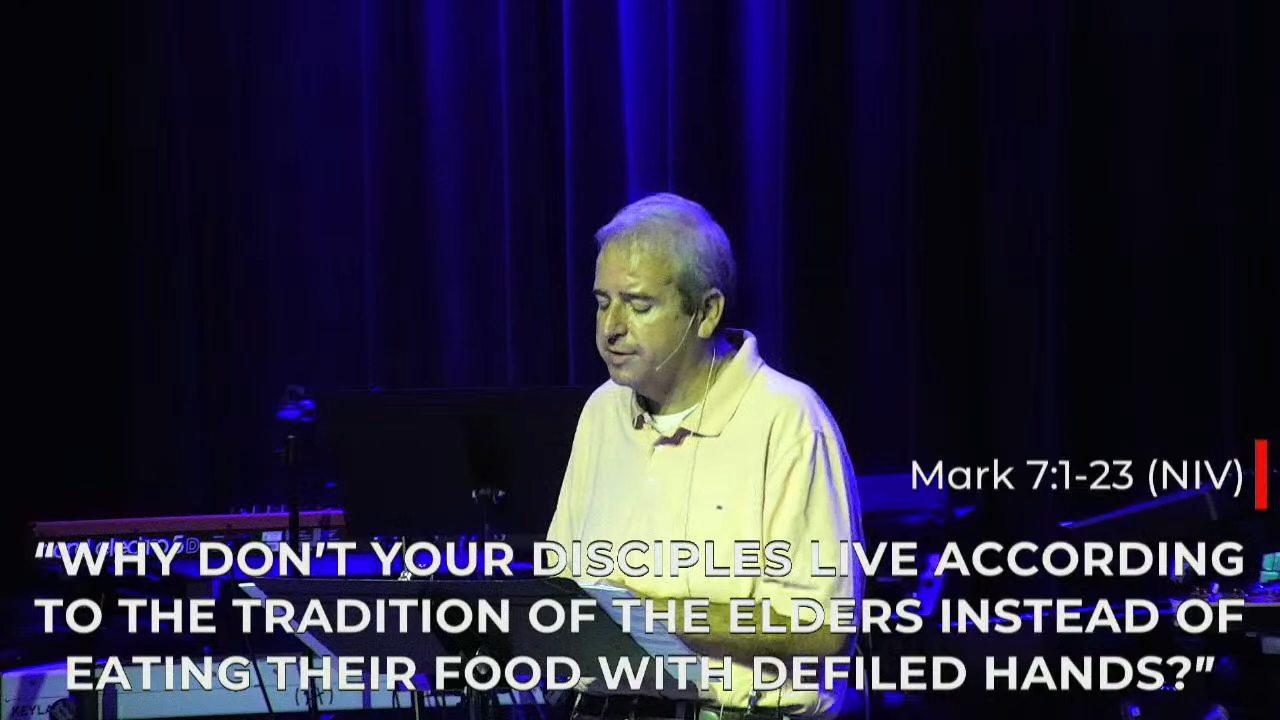 Mark 7:1-23 (NIV)
“WHY DON’T YOUR DISCIPLES LIVE ACCORDING
TO THE TRADITION OF THE ELDERS INSTEAD OF
EATING THEIR FOOD WITH DEFILED HANDS?”